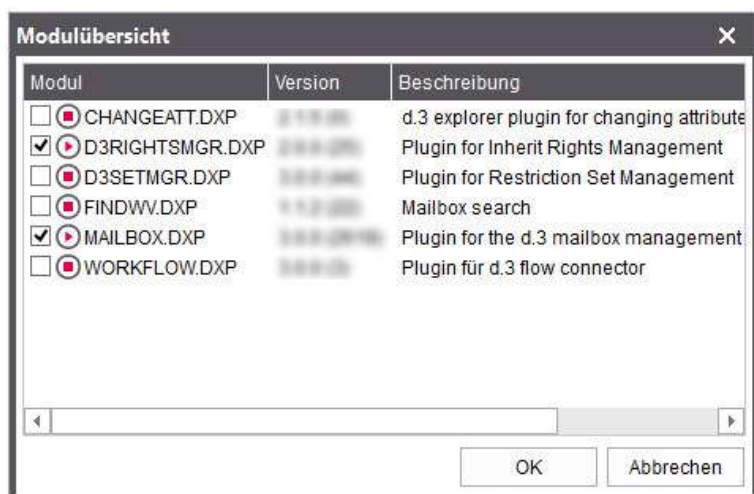 Modulübersicht
Modul Version Beschreibung
CHANGEATT.DXP d.3 explorer plugin for changing attribute
D3RIGHTSMGR.DXP Plugin for Inherit Rights Management
D3SETMGR.DXP Plugin for Restriction Set Management
FINDWV.DXP Mailbox search
MAILBOX.DXP Plugin for the d.3 mailbox management
WORKFLOW.DXP Plugin für d.3 flow connector
OK Abbrechen